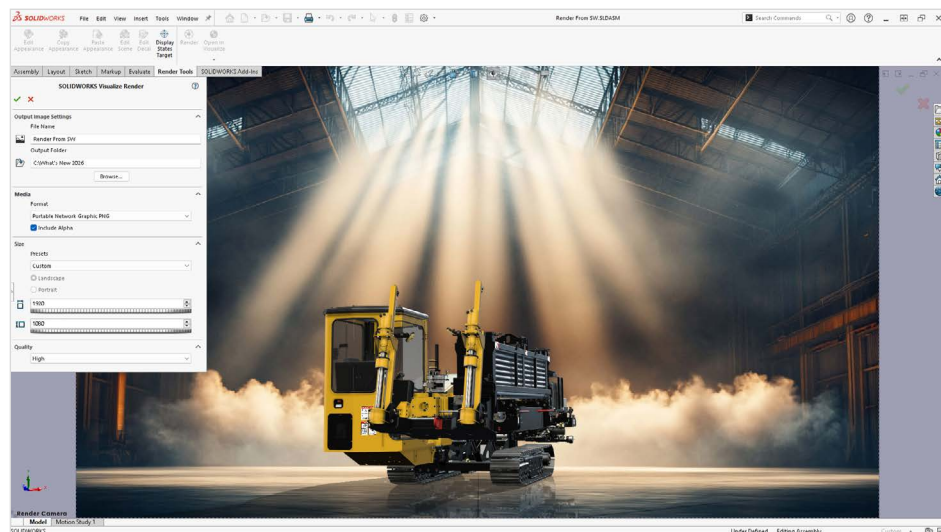 SOLIDWORKS File Edit View Insert Tools Window
Render From SW.SLDASM
Search Commands
Edit Appearance
Copy Appearance
Paste Appearance
Edit Scene
Edit Decal
Display States Target
Render
Open in Visualize
Assembly Layout Sketch Markup Evaluate Render Tools SOLIDWORKS Add-Ins
SOLIDWORKS Visualize Render
Output Image Settings
File Name
Render From SW
Output Folder
C:\What's New 2026
Browse...
Media
Format
Portable Network Graphic PNG
Include Alpha
Size
Presets
Custom
Landscape
Portrait
1920
1080
Quality
High
Render Camera
Model Motion Study 1
SOLIDWORKS
Under Defined Editing Assembly
Custom